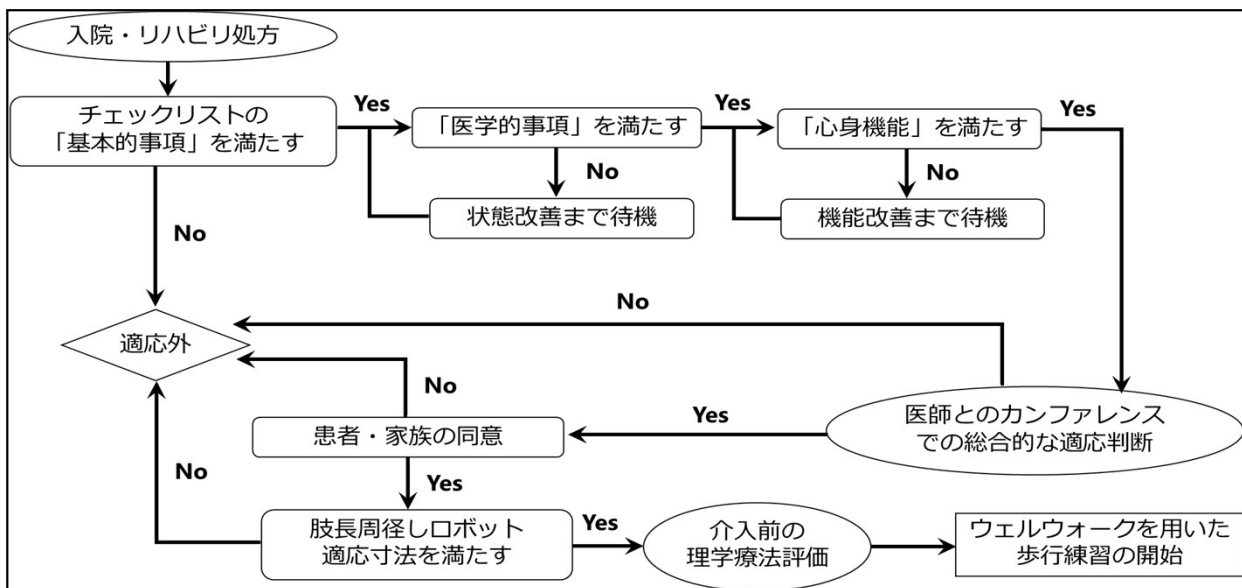 入院・リハビリ処方
チェックリストの
「基本的事項」を満たす
Yes
「医学的事項」を満たす
Yes
「心身機能」を満たす
Yes
No
No
状態改善まで待機
機能改善まで待機
No
No
適応外
No
医師とのカンファレンス
での総合的な適応判断
Yes
患者・家族の同意
No
Yes
肢長周径しロボット
適応寸法を満たす
Yes
介入前の
理学療法評価
ウェルウォークを用いた
歩行練習の開始